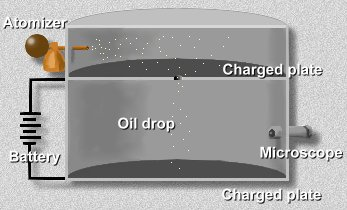 Atomizer
Charged plate
Oil drop
Battery
Microscope
Charged plate